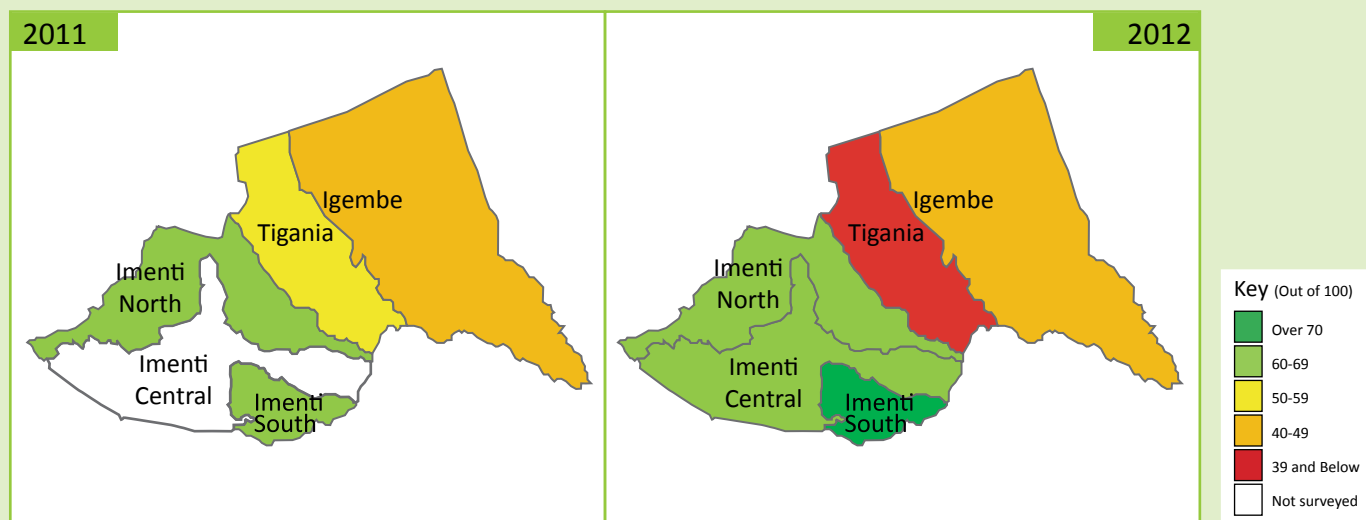 2011
Igembe
Tigania
Imenti
North
Imenti
Central
Imenti
South
2012
Igembe
Tigania
Imenti
North
Imenti
Central
Imenti
South
Key (Out of 100)
Over 70
60-69
50-59
40-49
39 and Below
Not surveyed